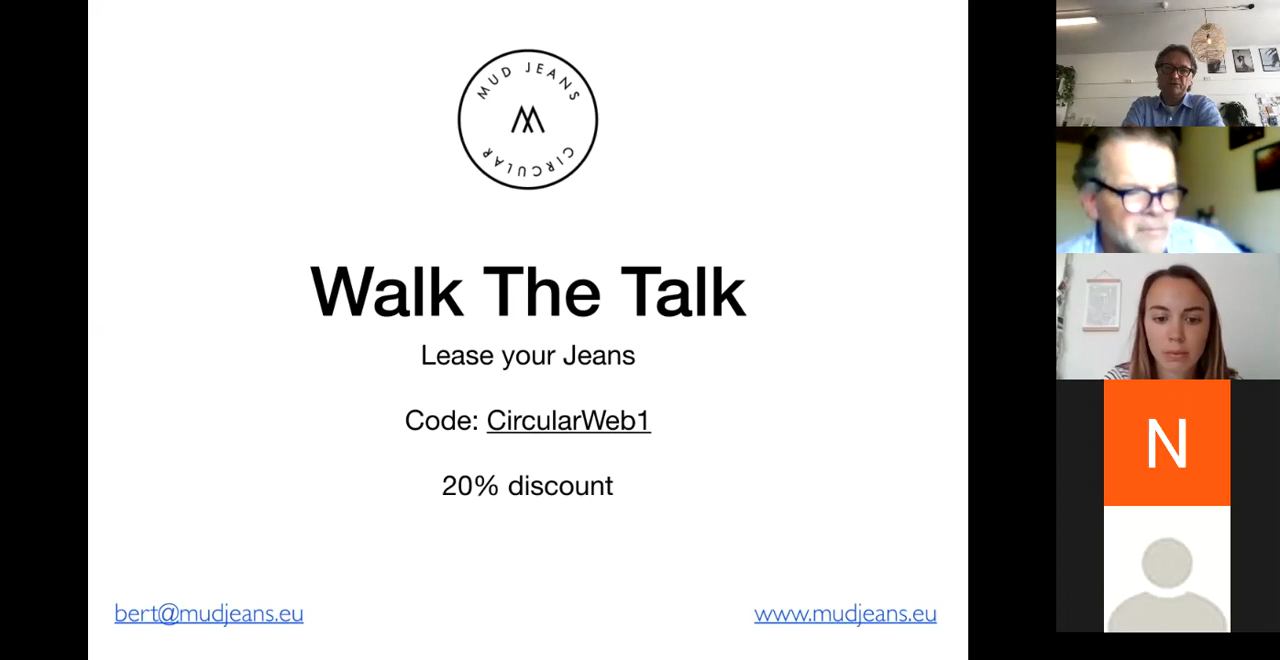 MUD JEANS
CIRCULAR
Walk The Talk
Lease your Jeans
Code: CircularWeb1
20% discount
bert@mudjeans.eu
www.mudjeans.eu
N